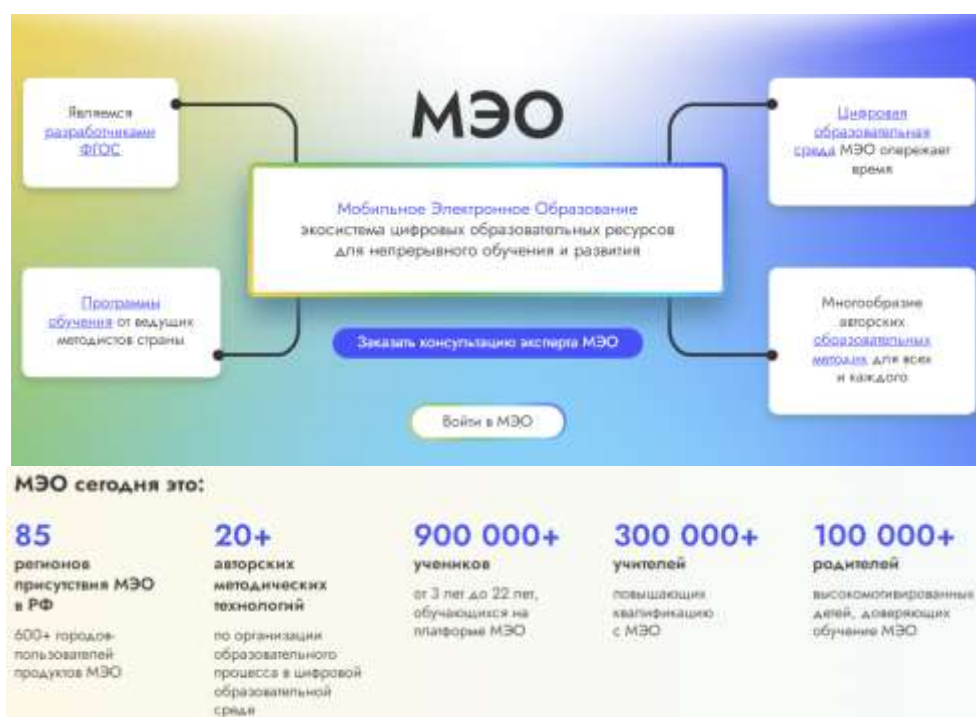 МЭО
Являемся
разработчиками
ФГОС
Цифровая
образовательная
среда МЭО опережает
время
Мобильное Электронное Образование
экосистема цифровых образовательных ресурсов
для непрерывного обучения и развития
Программы
обучения от ведущих
методистов страны
Многообразие
авторских
образовательных
методик для всех
и каждого
Заказать консультацию эксперта МЭО
Войти в МЭО
МЭО сегодня это:
85
регионов
присутствия МЭО
в РФ
600+ городов-
пользователей
продуктов МЭО
20+
авторских
методических
технологий
по организации
образовательного
процесса в цифровой
образовательной
среде
900 000+
учеников
от 3 лет до 22 лет,
обучающихся на
платформе МЭО
300 000+
учителей
повышающих
квалификацию
с МЭО
100 000+
родителей
высокомотивированных
детей, доверяющих
обучение МЭО